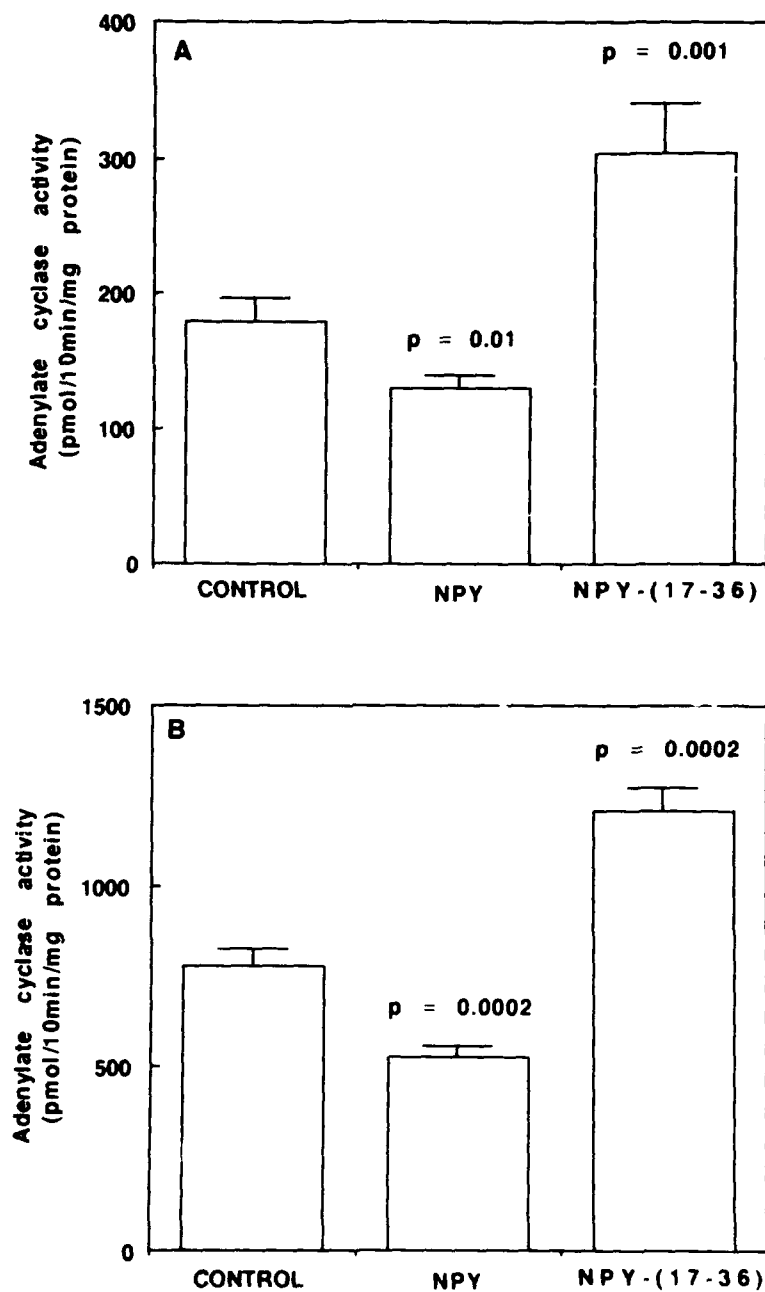 A
p = 0.001
p = 0.01
400
300
200
100
0
Adenylate cyclase activity
(pmol/10min/mg protein)
CONTROL NPY NPY-(17-36)
B
p = 0.0002
p = 0.0002
1500
1000
500
0
Adenylate cyclase activity
(pmol/10min/mg protein)
CONTROL NPY NPY-(17-36)